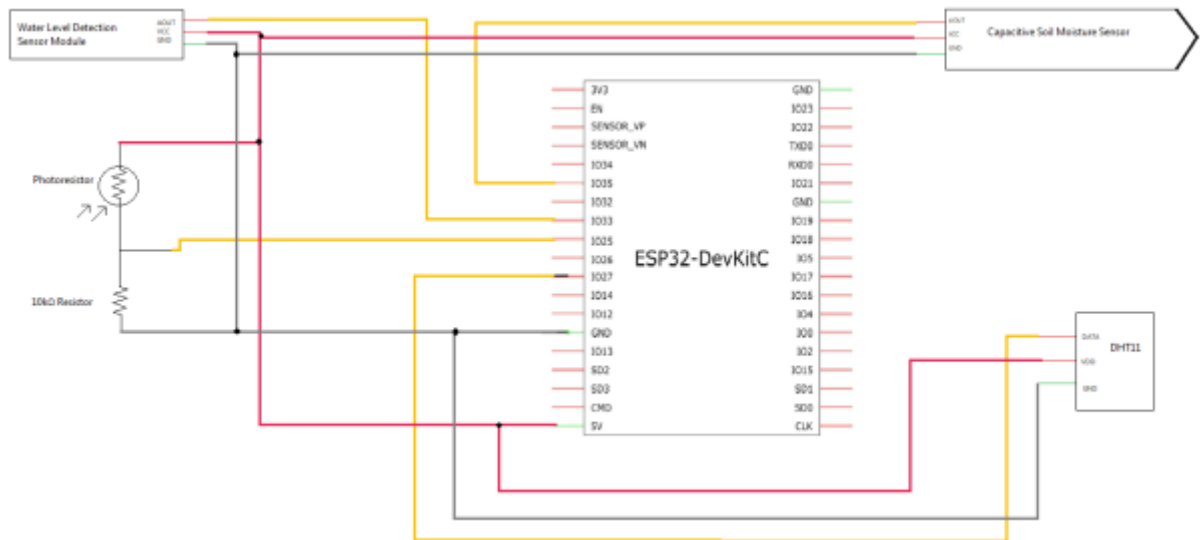 Water Level Detection
Sensor Module
AOUT
VCC
GND
AOUT
VCC
GND
Capacitive Soil Moisture Sensor
Photoresistor
10kΩ Resistor
3V3
EN
SENSOR_VP
SENSOR_VN
IO34
IO35
IO32
IO33
IO25
IO26
IO27
IO14
IO12
GND
IO13
SD2
SD3
CMD
5V
ESP32-DevKitC
GND
IO23
IO22
TXD0
RXD0
IO21
GND
IO19
IO18
IO5
IO17
IO16
IO4
IO0
IO2
IO15
SD1
SD0
CLK
DATA
VDD
GND
DHT11